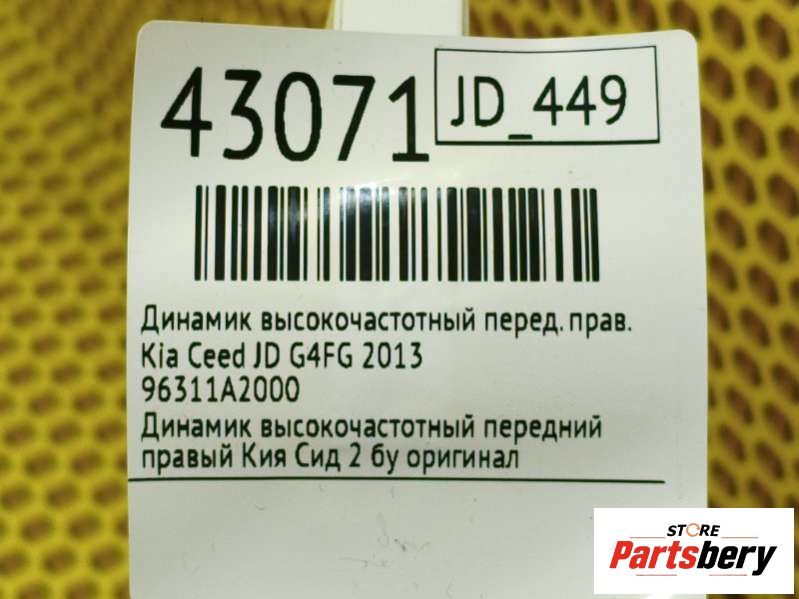 43071
JD_449
Динамик высокочастотный перед. прав.
Kia Ceed JD G4FG 2013
96311A2000
Динамик высокочастотный передний
правый Кия Сид 2 бу оригинал
STORE
Partsbery